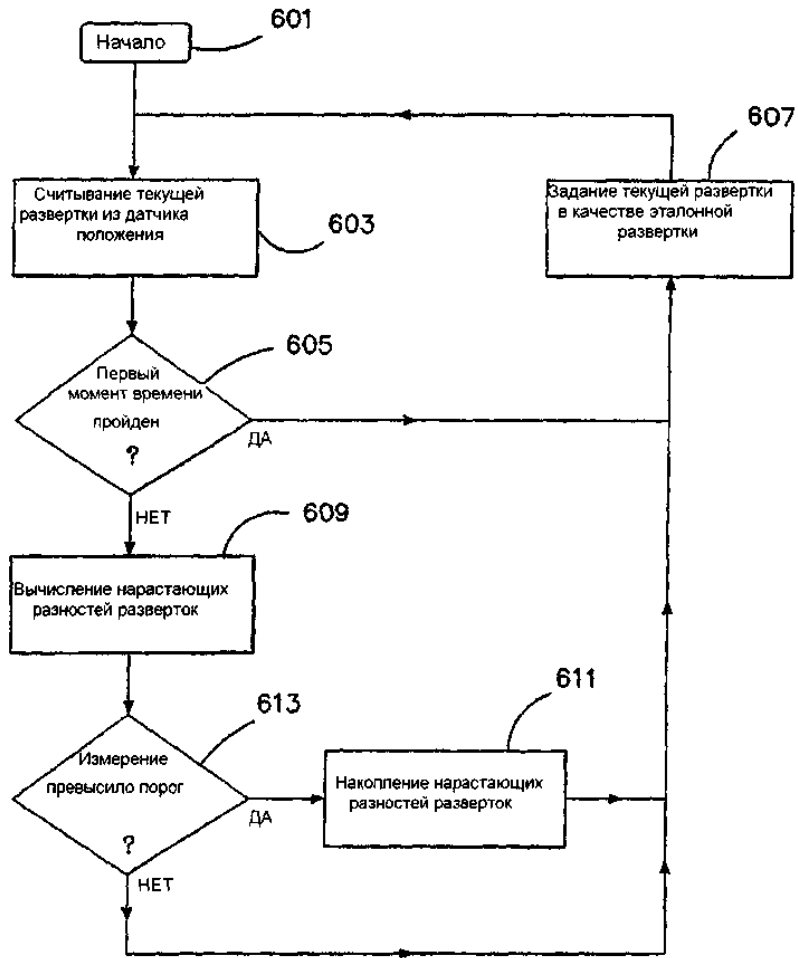 Начало
601
607
Считывание текущей
развертки из датчика
положения
603
Задание текущей развертки
в качестве эталонной
развертки
605
Первый
момент времени
пройден
?
ДА
НЕТ
609
Вычисление нарастающих
разностей разверток
613
611
Измерение
превысило порог
?
ДА
Накопление нарастающих
разностей разверток
НЕТ